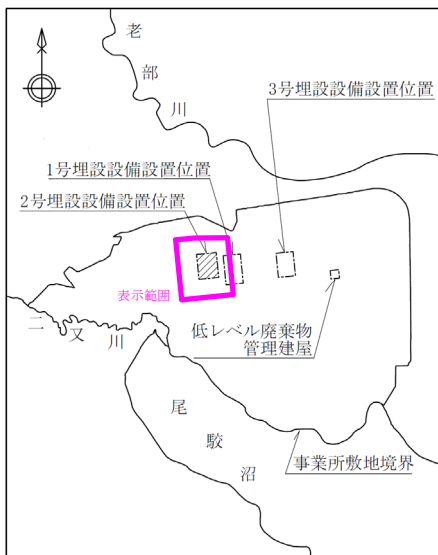 老部川
3号埋設設備設置位置
1号埋設設備設置位置
2号埋設設備設置位置
表示範囲
低レベル廃棄物
管理建屋
二又川
尾駮沼
事業所敷地境界